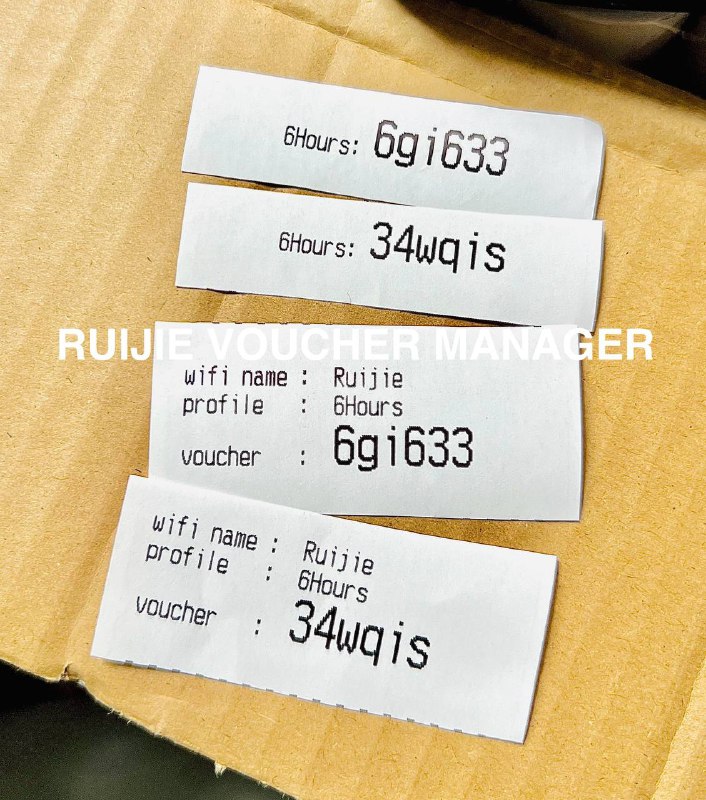 6Hours: 6gi633
6Hours: 34wqis
RUIJIE VOUCHER MANAGER
wifi name : Ruijie
profile : 6Hours
voucher : 6gi633
wifi name : Ruijie
profile : 6Hours
voucher : 34wqis